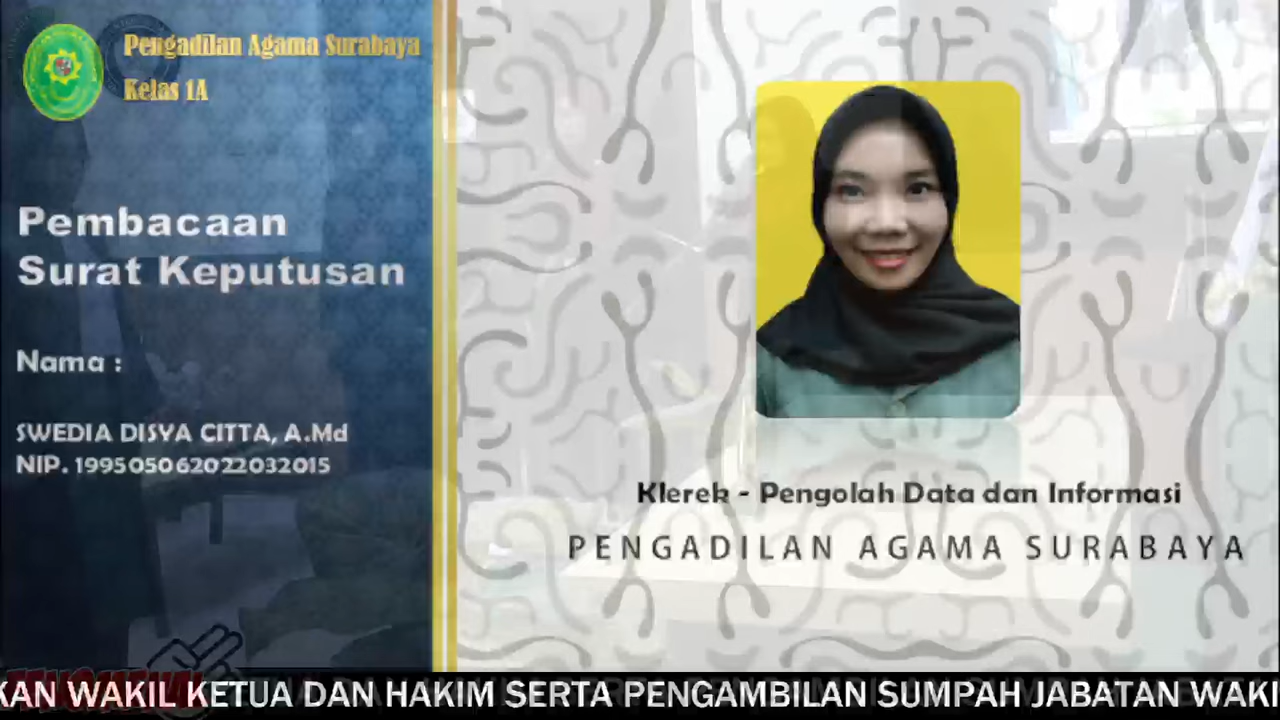 Pengadilan Agama Surabaya
Kelas 1A
Pembacaan
Surat Keputusan
Nama :
SWEDIA DISYA CITTA, A.Md
NIP. 199505062022032015
Klerek - Pengolah Data dan Informasi
PENGADILAN AGAMA SURABAYA
KAN WAKIL KETUA DAN HAKIM SERTA PENGAMBILAN SUMPAH JABATAN WAKI